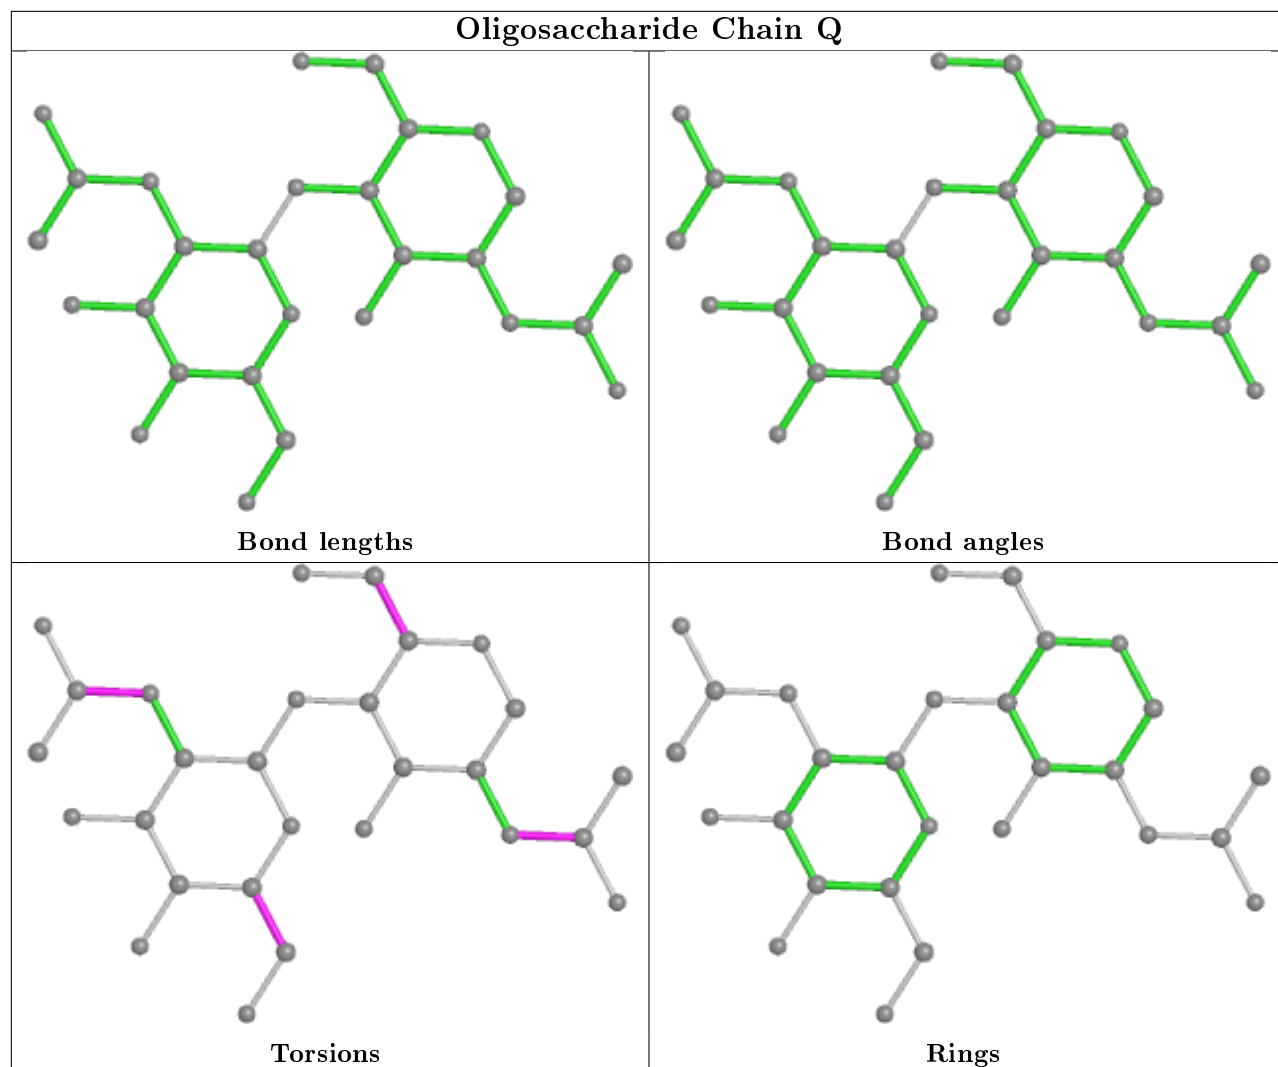 Oligosaccharide Chain Q
Bond lengths
Bond angles
Torsions
Rings